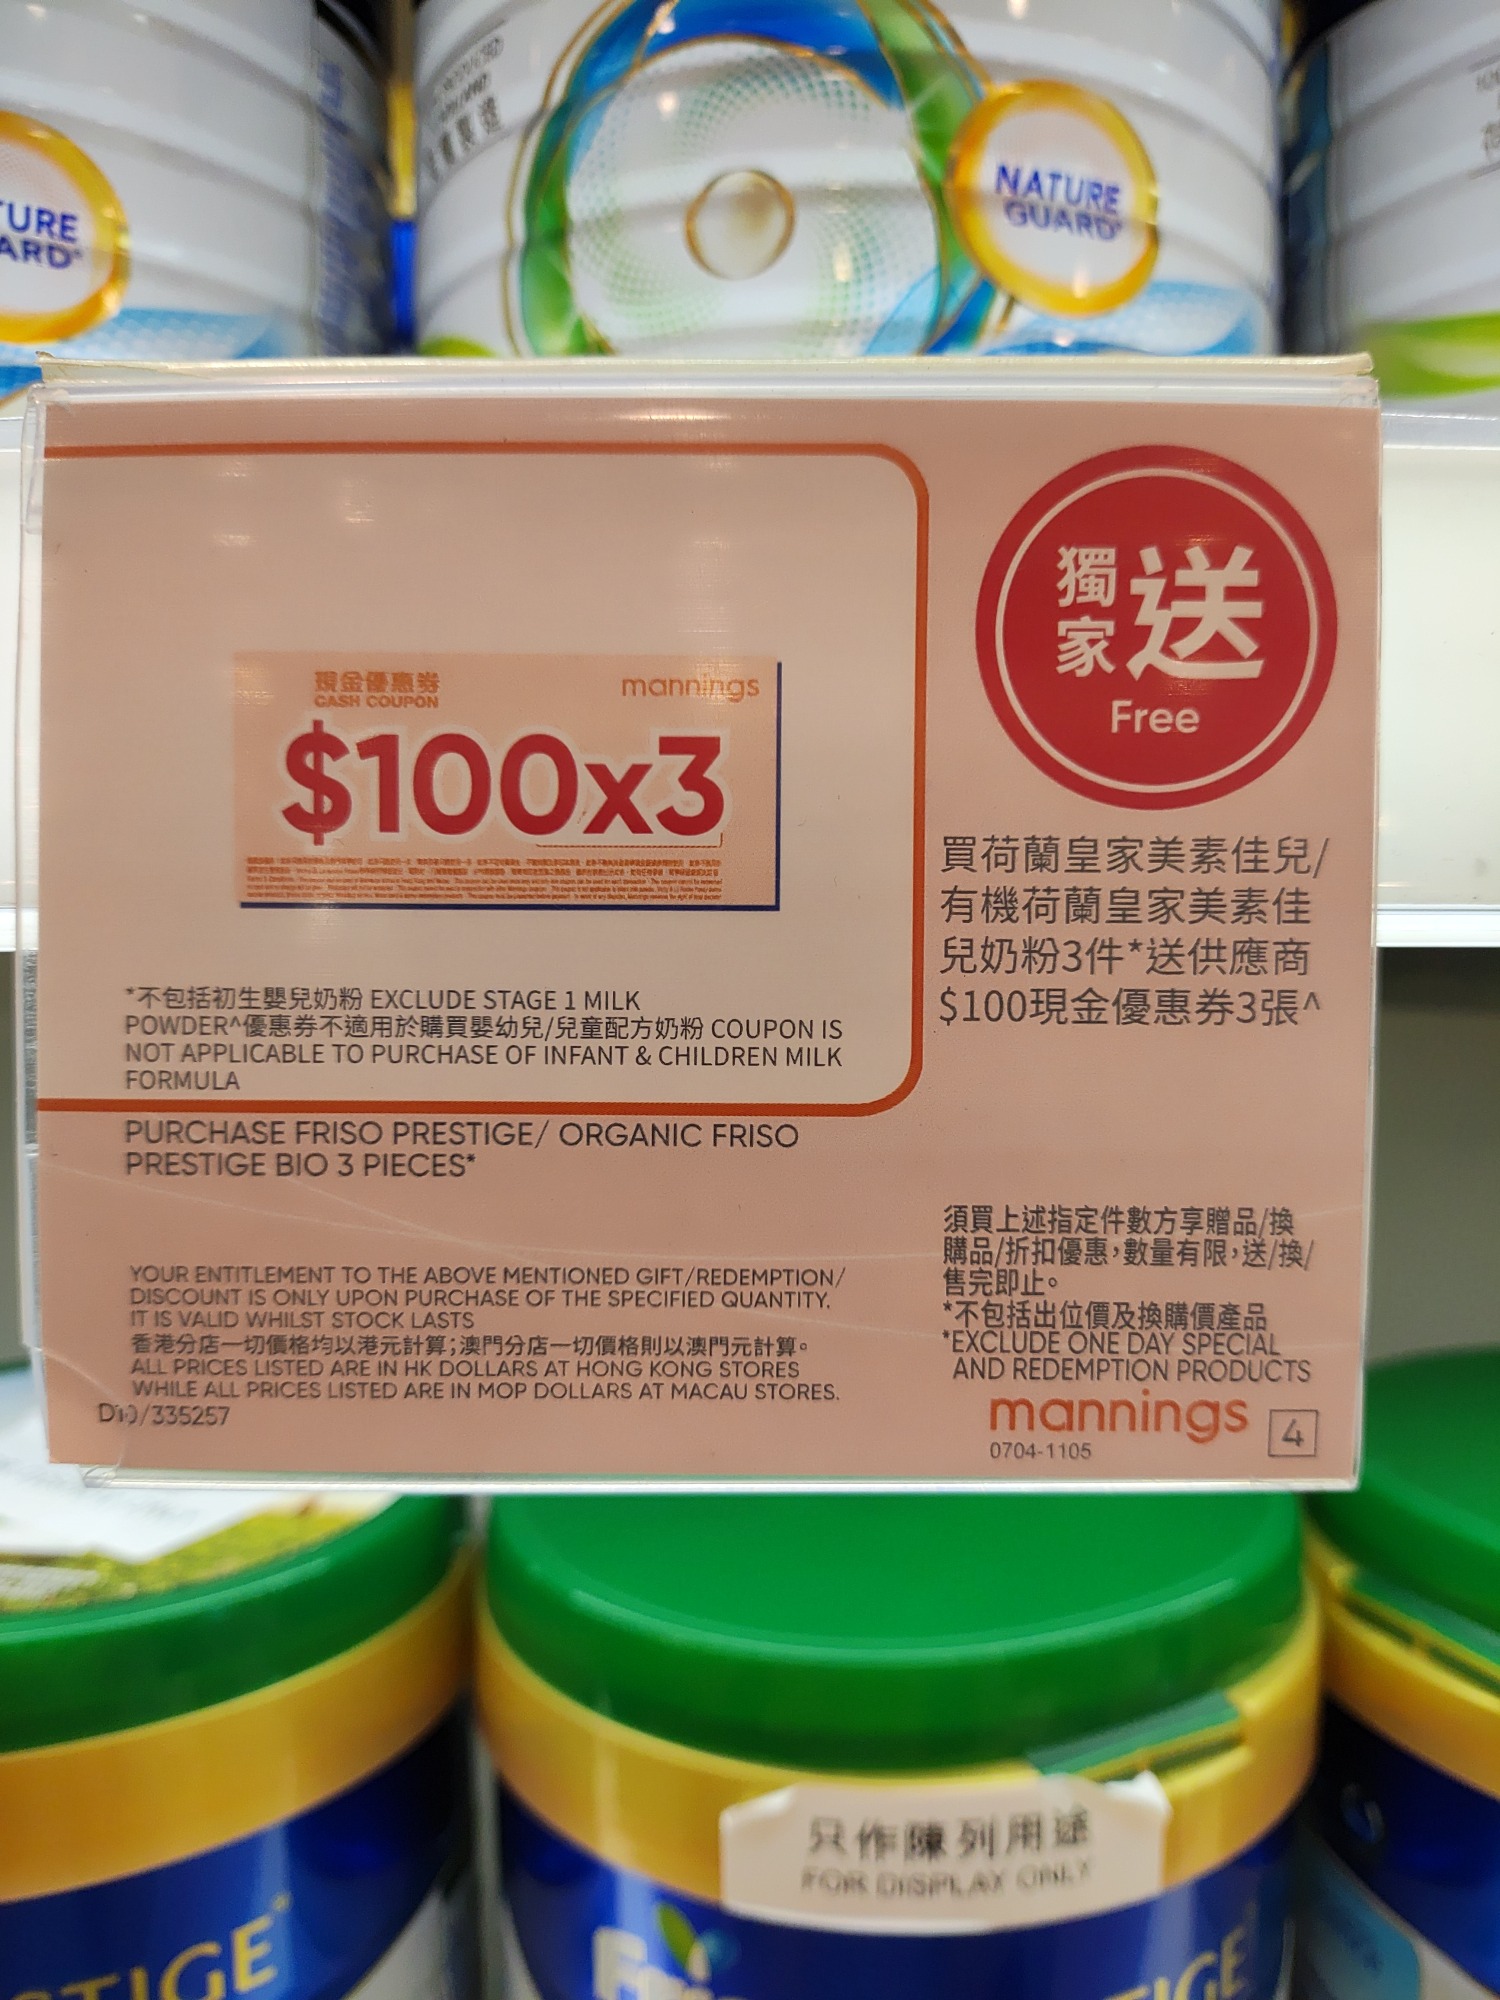 NATURE
GUARD
TURE
ARD
獨家送
Free
現金優惠券
CASH COUPON
mannings
$100x3
買荷蘭皇家美素佳兒/
有機荷蘭皇家美素佳
兒奶粉3件*送供應商
$100現金優惠券3張^
*不包括初生嬰兒奶粉 EXCLUDE STAGE 1 MILK
POWDER^優惠券不適用於購買嬰幼兒/兒童配方奶粉 COUPON IS
NOT APPLICABLE TO PURCHASE OF INFANT & CHILDREN MILK
FORMULA
PURCHASE FRISO PRESTIGE/ ORGANIC FRISO
PRESTIGE BIO 3 PIECES*
YOUR ENTITLEMENT TO THE ABOVE MENTIONED GIFT/REDEMPTION/
DISCOUNT IS ONLY UPON PURCHASE OF THE SPECIFIED QUANTITY.
IT IS VALID WHILST STOCK LASTS
香港分店一切價格均以港元計算;澳門分店一切價格則以澳門元計算。
ALL PRICES LISTED ARE IN HK DOLLARS AT HONG KONG STORES
WHILE ALL PRICES LISTED ARE IN MOP DOLLARS AT MACAU STORES.
D10/335257
須買上述指定件數方享贈品/換
購品/折扣優惠,數量有限,送/換/
售完即止。
*不包括出位價及換購價產品
*EXCLUDE ONE DAY SPECIAL
AND REDEMPTION PRODUCTS
mannings
0704-1105
4
只作陳列用途
FOR DISPLAY ONLY
STIGE
TIGE